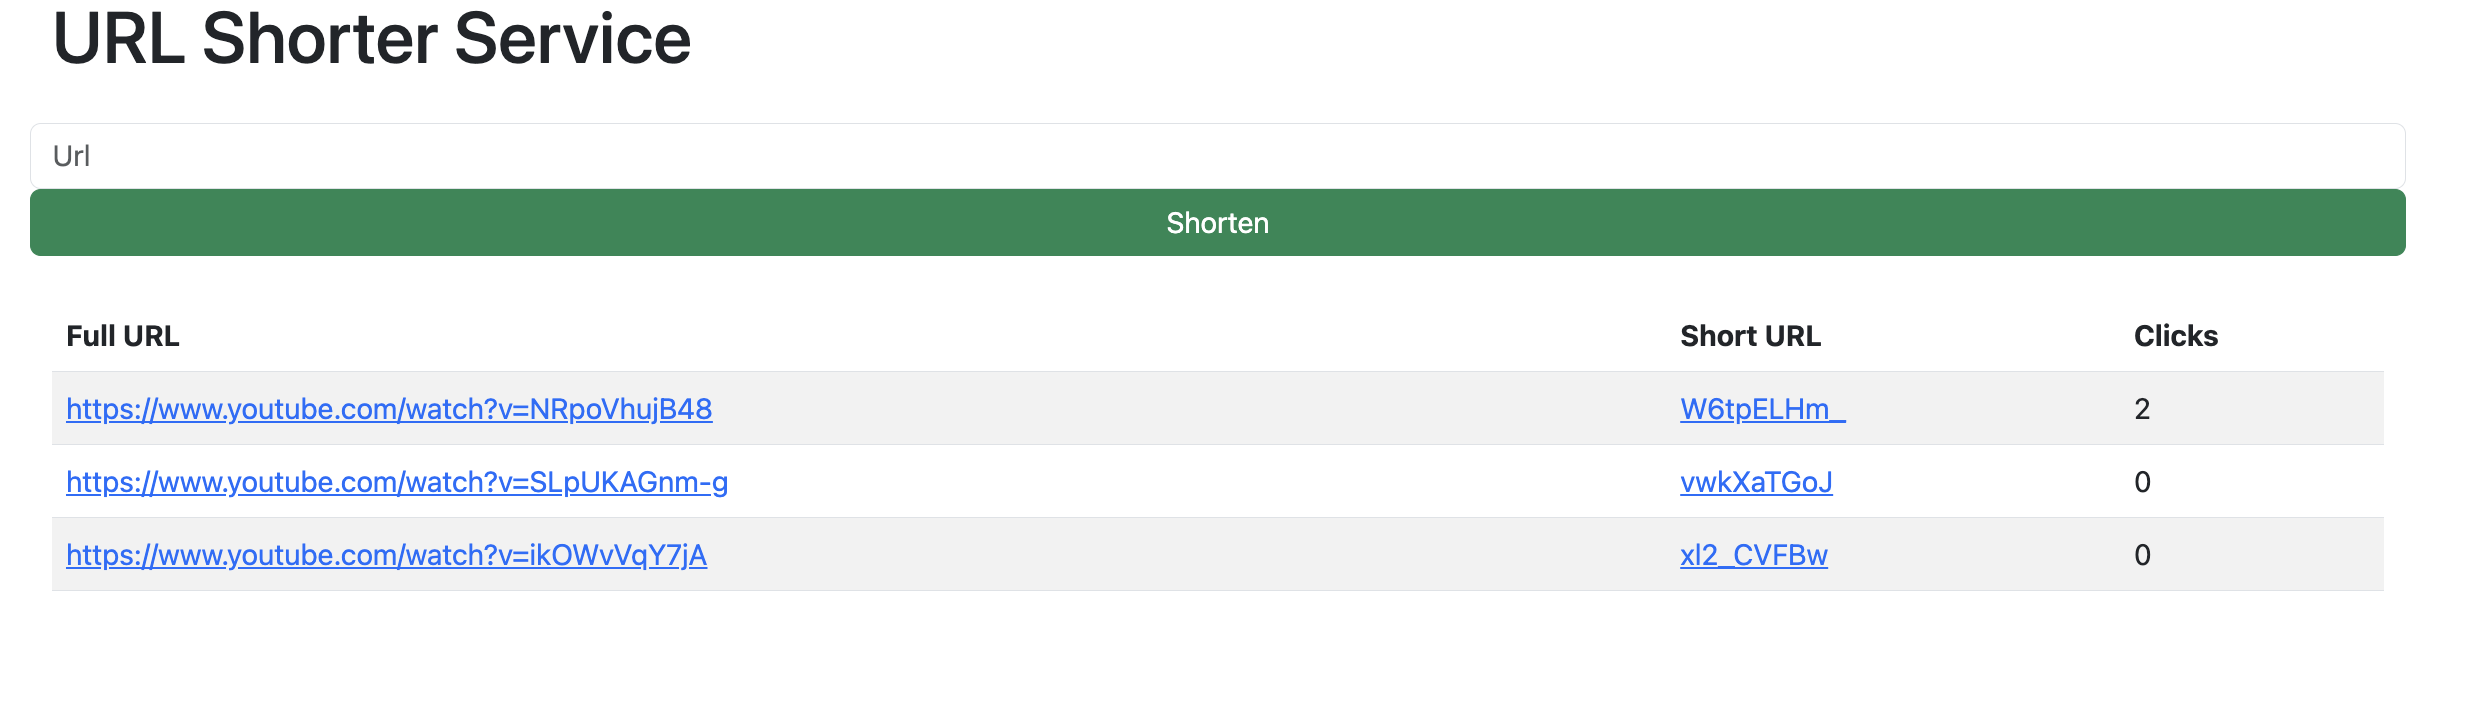 URL Shorter Service
Url
Shorten
Full URL Short URL Clicks
https://www.youtube.com/watch?v=NRpoVhujB48 W6tpELHm_ 2
https://www.youtube.com/watch?v=SLpUKAGnm-g vwkXaTGoJ 0
https://www.youtube.com/watch?v=ikOWvVqY7jA xl2_CVFBw 0